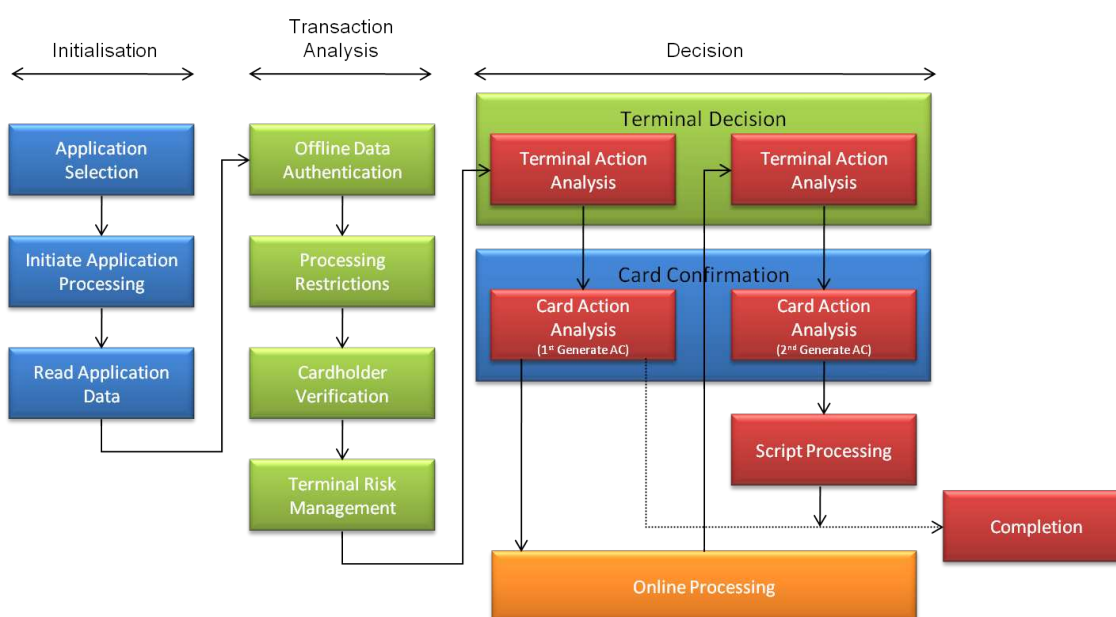 Initialisation
Transaction
Analysis
Decision
Application
Selection
Initiate Application
Processing
Read Application
Data
Offline Data
Authentication
Processing
Restrictions
Cardholder
Verification
Terminal Risk
Management
Terminal Decision
Terminal Action
Analysis
Terminal Action
Analysis
Card Confirmation
Card Action
Analysis
(1st Generate AC)
Card Action
Analysis
(2nd Generate AC)
Script Processing
Completion
Online Processing